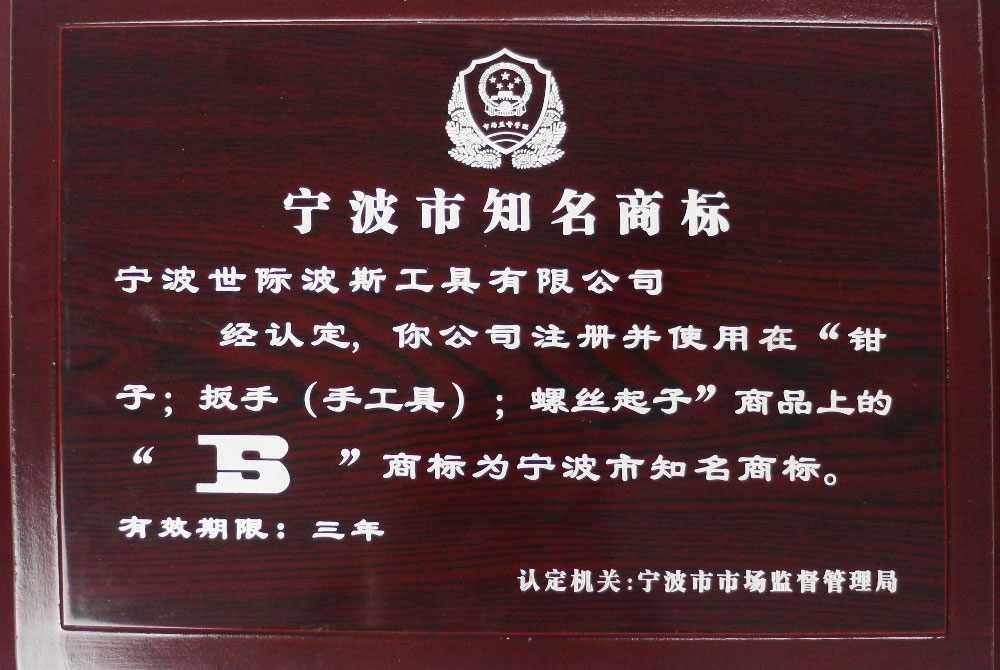 宁波市知名商标
宁波世际波斯工具有限公司
经认定,你公司注册并使用在“钳
子；扳手（手工具）；螺丝起子”商品上的
“ ”商标为宁波市知名商标。
有效期限：三年
认定机关:宁波市市场监督管理局